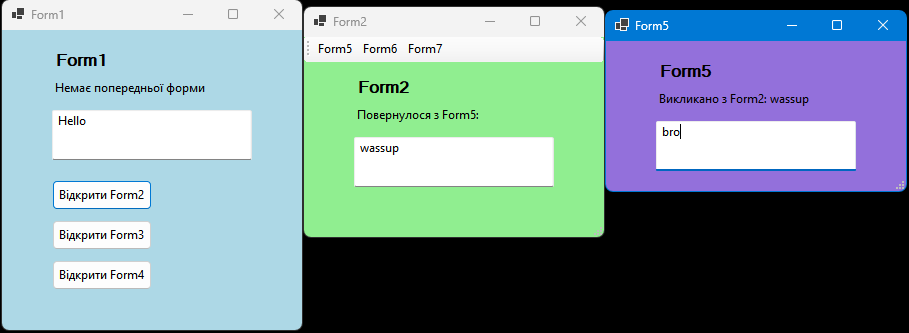 Form1
Form1
Немає попередньої форми
Hello
Відкрити Form2
Відкрити Form3
Відкрити Form4
Form2
Form5 Form6 Form7
Form2
Повернулося з Form5:
wassup
Form5
Form5
Викликано з Form2: wassup
bro